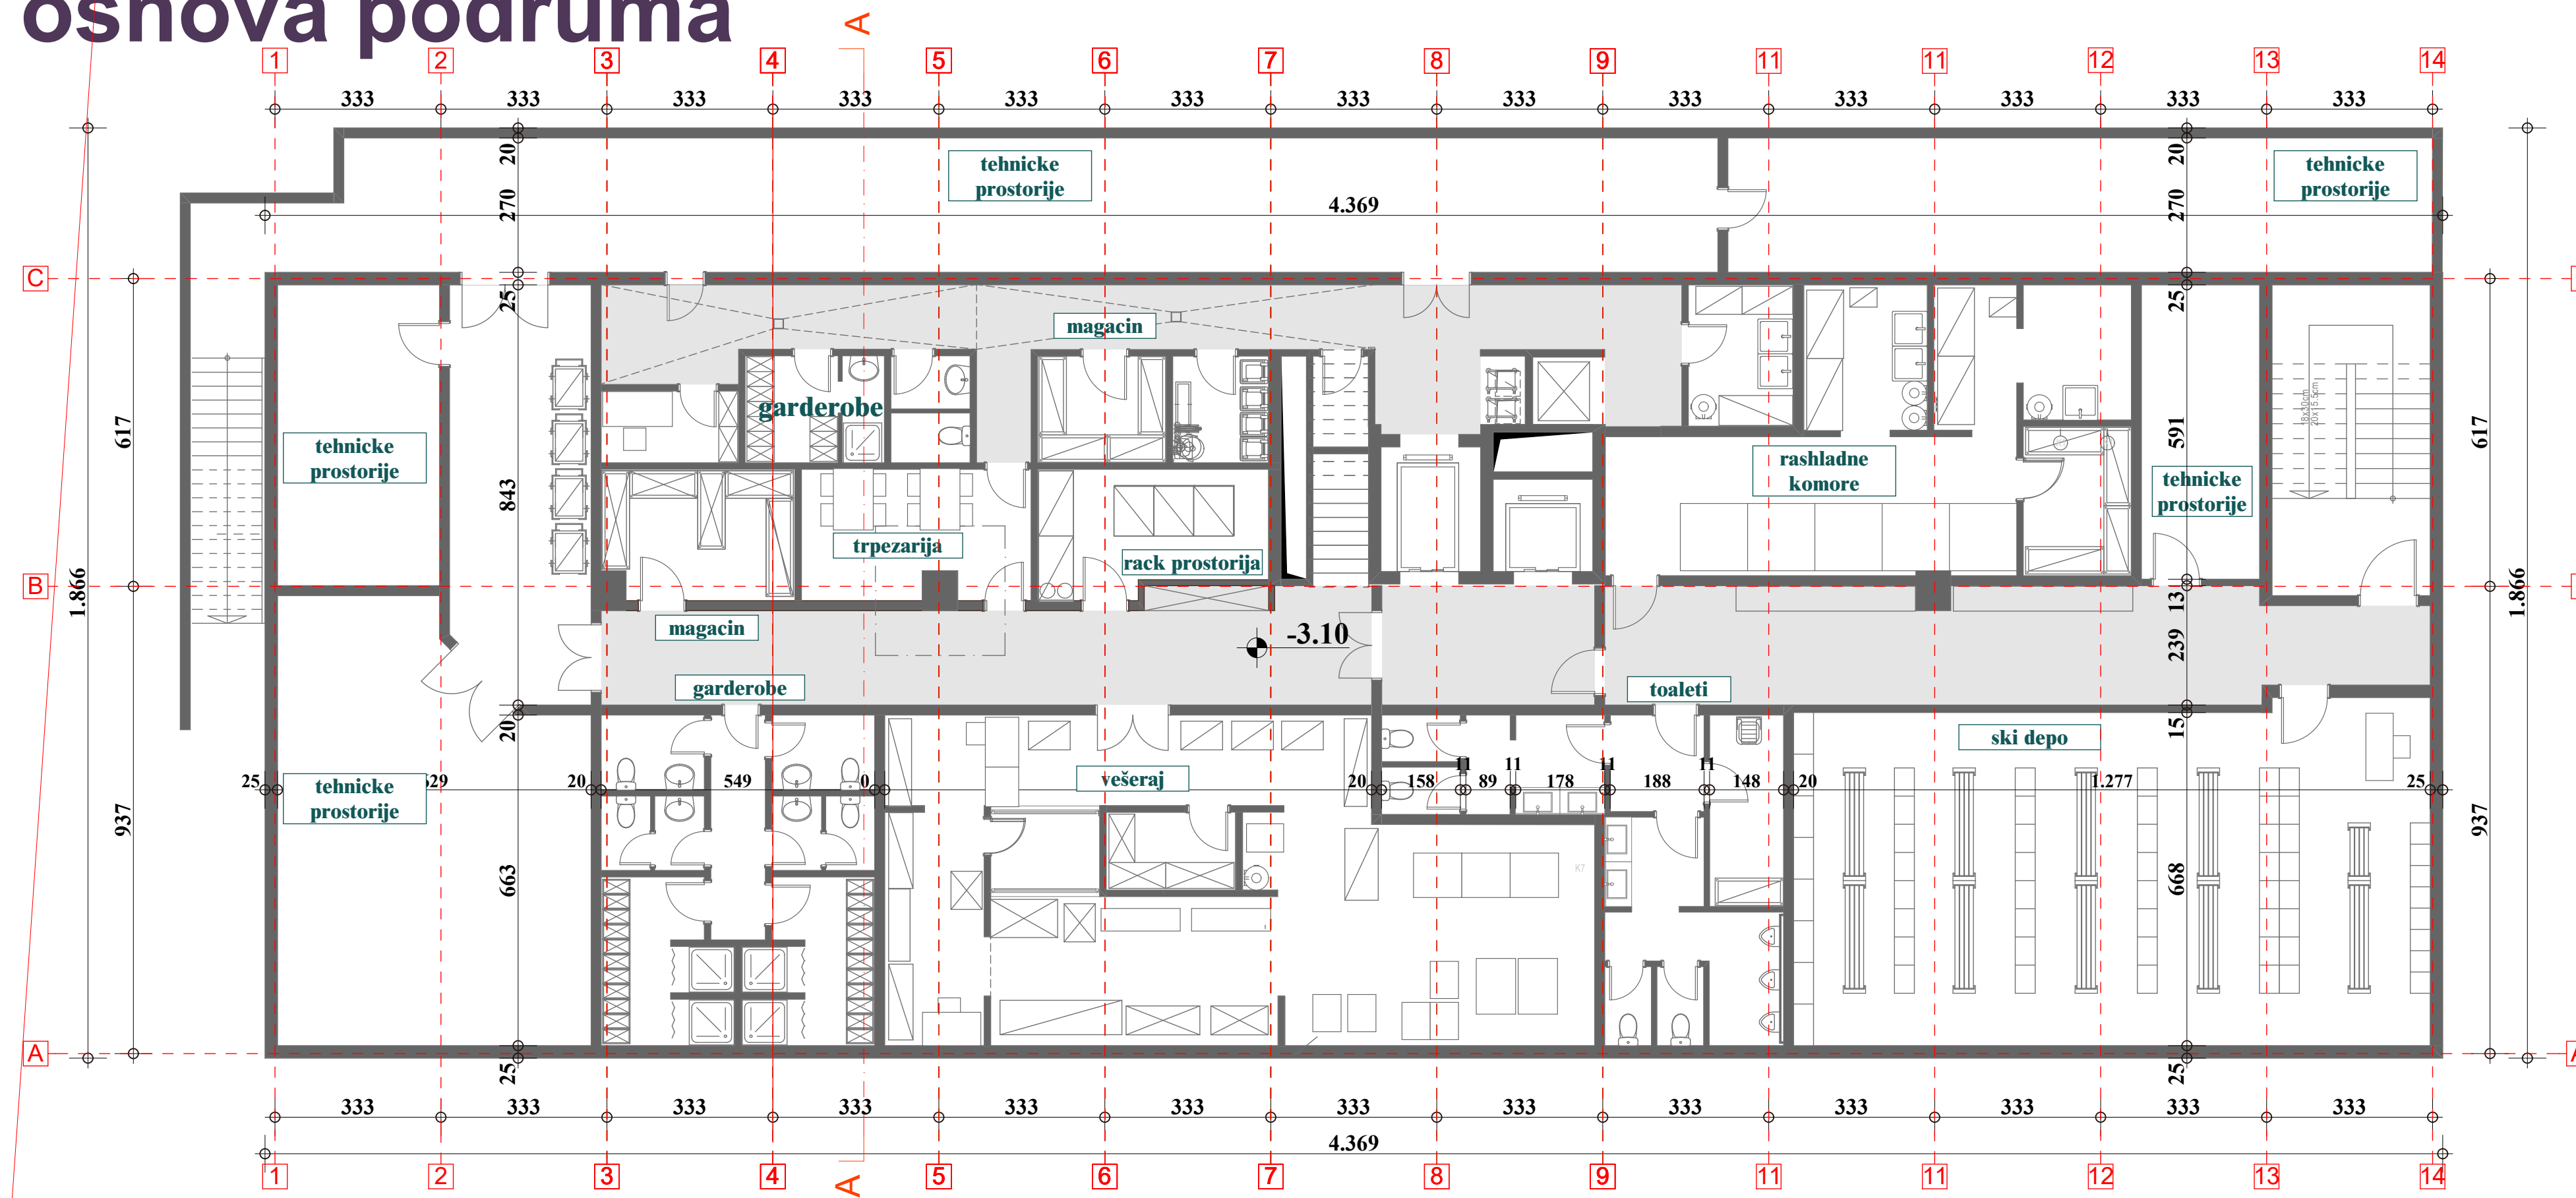 osnova podruma
A
1 2 3 4 5 6 7 8 9 11 11 12 13 14
333 333 333 333 333 333 333 333 333 333 333 333 333
20 tehnicke prostorije 20 tehnicke prostorije
270 4.369 270
C
25 magacin 25
617 garderobe 591 617
18x30cm
20x15.5cm
tehnicke prostorije 843 rashladne komore tehnicke prostorije
trpezarija rack prostorija
B
1.866 13 1.866
magacin -3.10 239
garderobe toaleti
20 15 ski depo
25 tehnicke prostorije 29 20 549 0 vešeraj 20 158 11 89 11 178 11 188 11 148 20 1.277 25
937 663 K7 668 937
A A
25 25
333 333 333 333 333 333 333 333 333 333 333 333 333
4.369
1 2 3 4 5 6 7 8 9 11 11 12 13 14
A